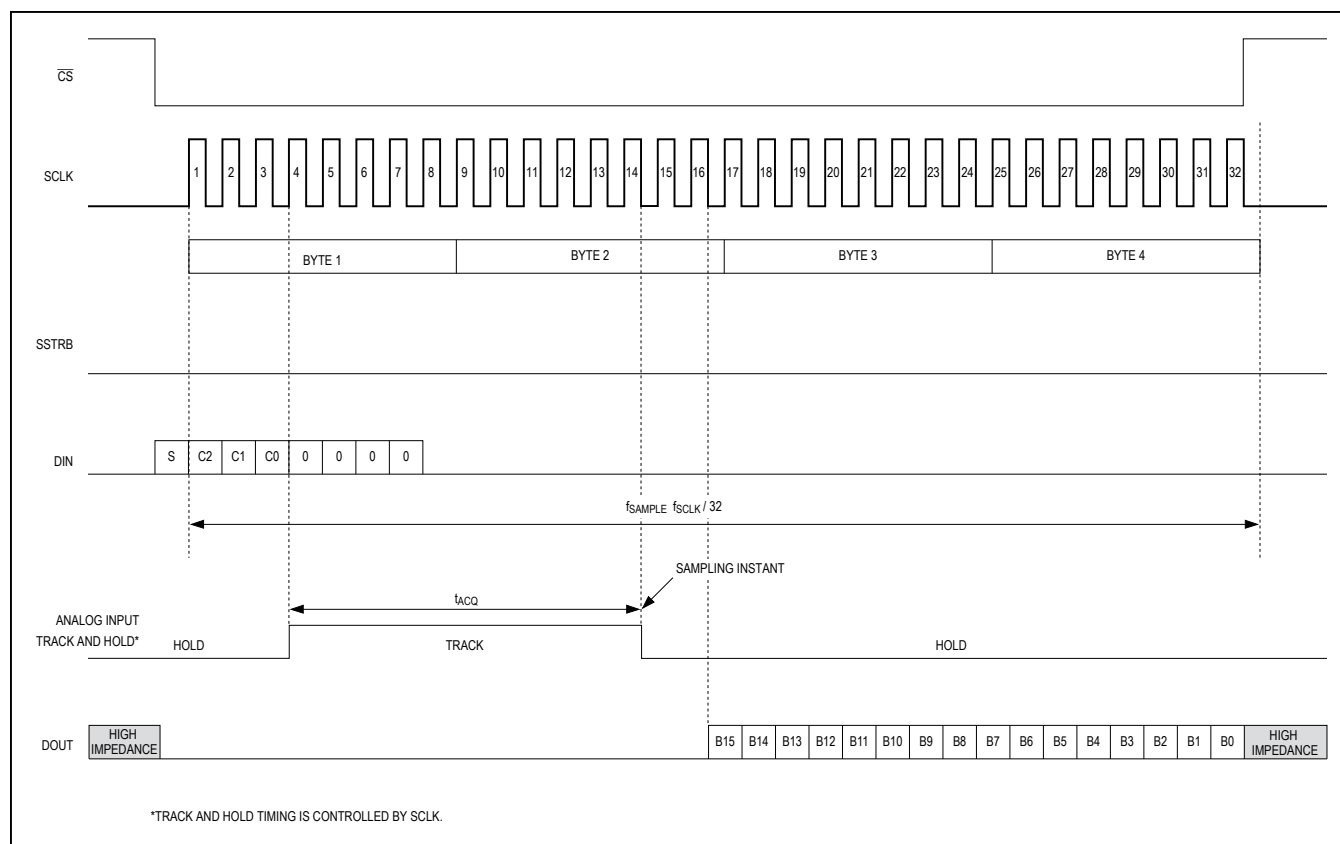 CS
SCLK
1 2 3 4 5 6 7 8 9 10 11 12 13 14 15 16 17 18 19 20 21 22 23 24 25 26 27 28 29 30 31 32
BYTE 1 BYTE 2 BYTE 3 BYTE 4
SSTRB
DIN
S C2 C1 C0 0 0 0 0
fSAMPLE fSCLK / 32
SAMPLING INSTANT
tACQ
ANALOG INPUT
TRACK AND HOLD*
HOLD TRACK HOLD
DOUT
HIGH
IMPEDANCE
B15 B14 B13 B12 B11 B10 B9 B8 B7 B6 B5 B4 B3 B2 B1 B0
HIGH
IMPEDANCE
*TRACK AND HOLD TIMING IS CONTROLLED BY SCLK.